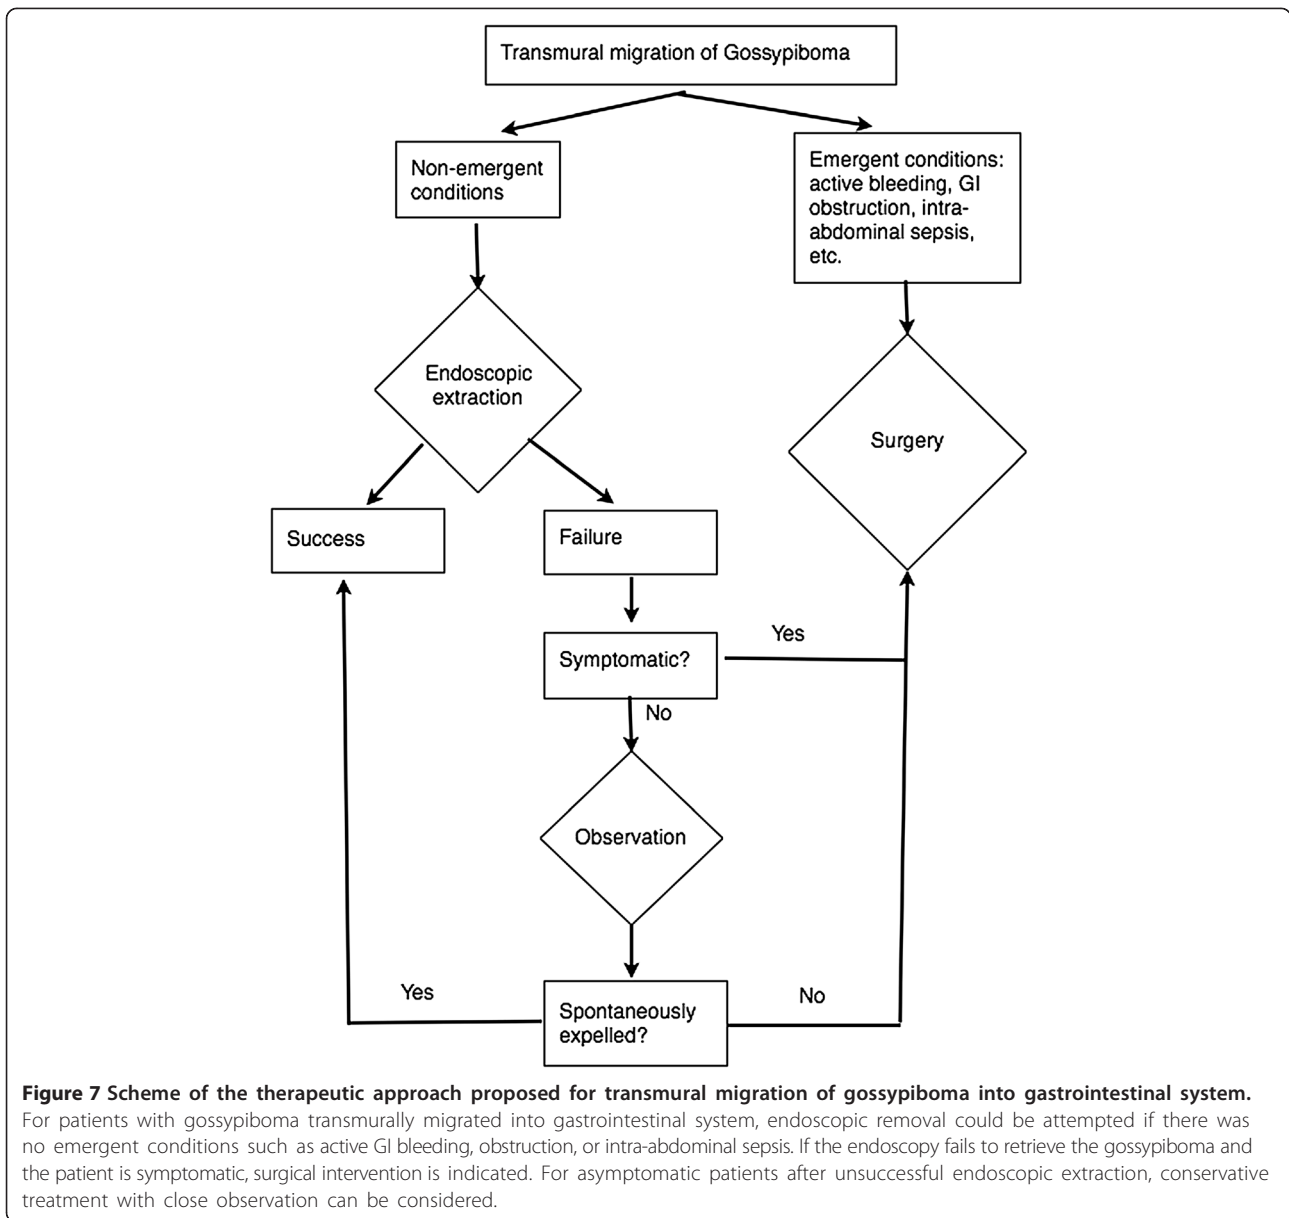 Transmural migration of Gossypiboma
Non-emergent
conditions
Emergent conditions:
active bleeding, GI
obstruction, intra-
abdominal sepsis,
etc.
Endoscopic
extraction
Surgery
Success
Failure
Symptomatic?
Yes
No
Observation
Spontaneously
expelled?
Yes
No
Figure 7 Scheme of the therapeutic approach proposed for transmural migration of gossypiboma into gastrointestinal system.
For patients with gossypiboma transmurally migrated into gastrointestinal system, endoscopic removal could be attempted if there was
no emergent conditions such as active GI bleeding, obstruction, or intra-abdominal sepsis. If the endoscopy fails to retrieve the gossypiboma and
the patient is symptomatic, surgical intervention is indicated. For asymptomatic patients after unsuccessful endoscopic extraction, conservative
treatment with close observation can be considered.